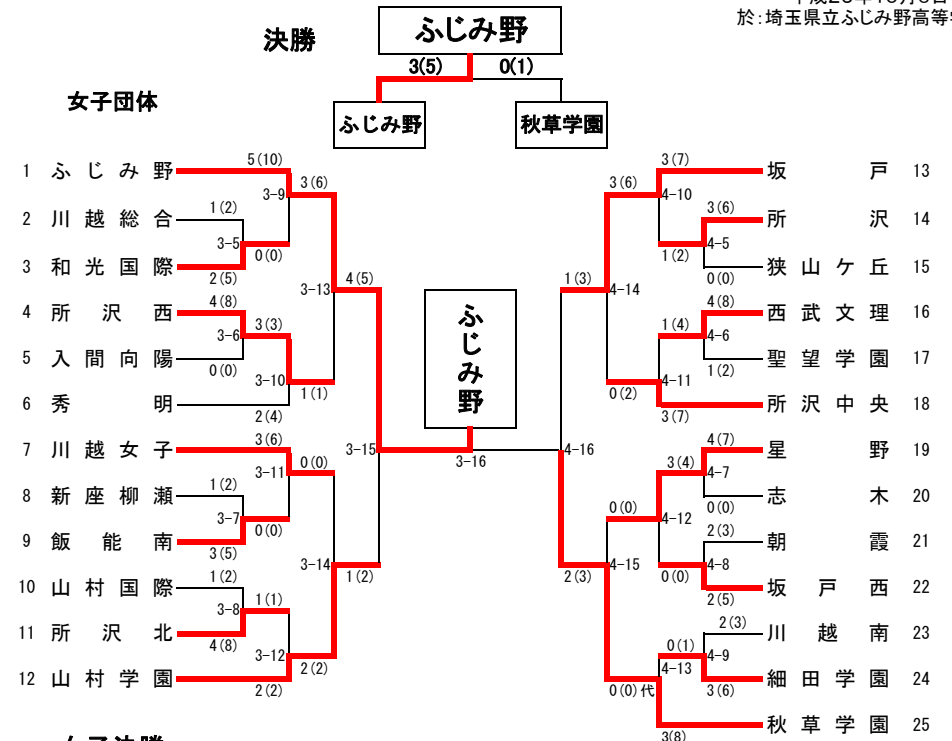 平成26年10月6日
於:埼玉県立ふじみ野高等学
決勝
ふじみ野
3(5) 0(1)
ふじみ野 秋草学園
女子団体
1 ふじみ野 5(10)
3-9 3(6)
2 川越総合 1(2)
3-5 0(0)
3 和光国際 2(5)
3-13 4(5)
4 所沢西 4(8)
3-6 3(3)
5 入間向陽 0(0)
3-10 1(1)
6 秀明 2(4)
3-15
7 川越女子 3(6)
3-11 0(0)
8 新座柳瀬 1(2)
3-7 0(0)
9 飯能南 3(5)
3-14 1(2)
10 山村国際 1(2)
3-8 1(1)
11 所沢北 4(8)
3-12 2(2)
12 山村学園 2(2)
ふじみ野
3-16
3(7) 坂戸 13
3(6) 4-10
3(6) 所沢 14
1(2) 4-5
0(0) 狭山ケ丘 15
1(3) 4-14
4(8) 西武文理 16
1(4) 4-6
1(2) 聖望学園 17
0(2) 4-11
3(7) 所沢中央 18
4-16
4(7) 星野 19
3(4) 4-7
0(0) 志木 20
0(0) 4-12
2(3) 朝霞 21
0(0) 4-8
2(5) 坂戸西 22
2(3) 4-15
2(3) 川越南 23
0(1) 4-9
3(6) 細田学園 24
0(0)代 4-13
3(8) 秋草学園 25
女子決勝